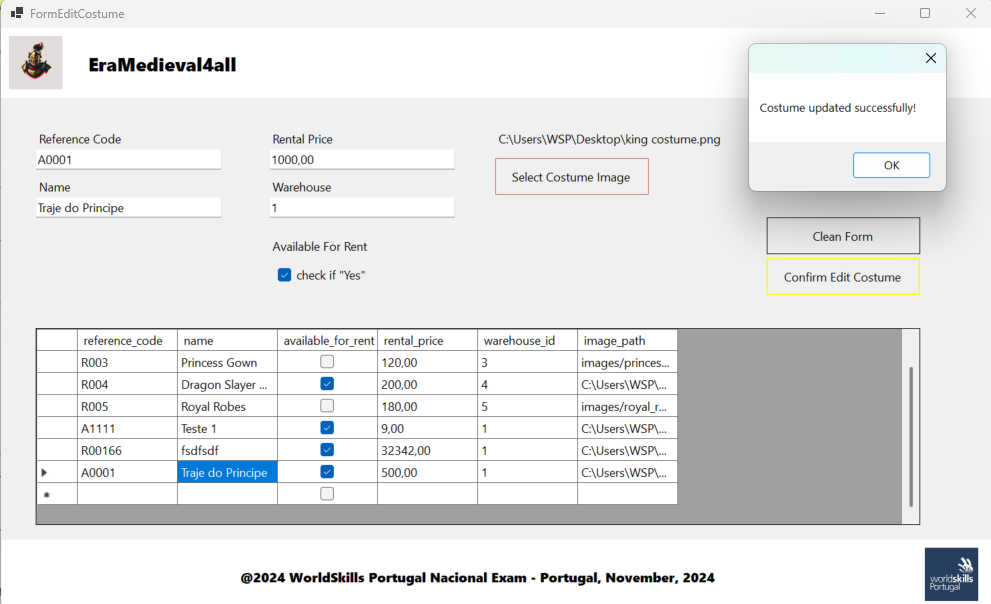 FormEditCostume
EraMedieval4all
Costume updated successfully!
OK
Reference Code
A0001
Name
Traje do Principe
Rental Price
1000,00
Warehouse
1
Available For Rent
check if "Yes"
C:\Users\WSP\Desktop\king costume.png
Select Costume Image
Clean Form
Confirm Edit Costume
reference_code name available_for_rent rental_price warehouse_id image_path
R003 Princess Gown 120,00 3 images/princes...
R004 Dragon Slayer ... 200,00 4 C:\Users\WSP\...
R005 Royal Robes 180,00 5 images/royal_r...
A1111 Teste 1 9,00 1 C:\Users\WSP\...
R00166 fsdfsdf 32342,00 1 C:\Users\WSP\...
A0001 Traje do Principe 500,00 1 C:\Users\WSP\...
@2024 WorldSkills Portugal Nacional Exam - Portugal, November, 2024
worldskills
Portugal